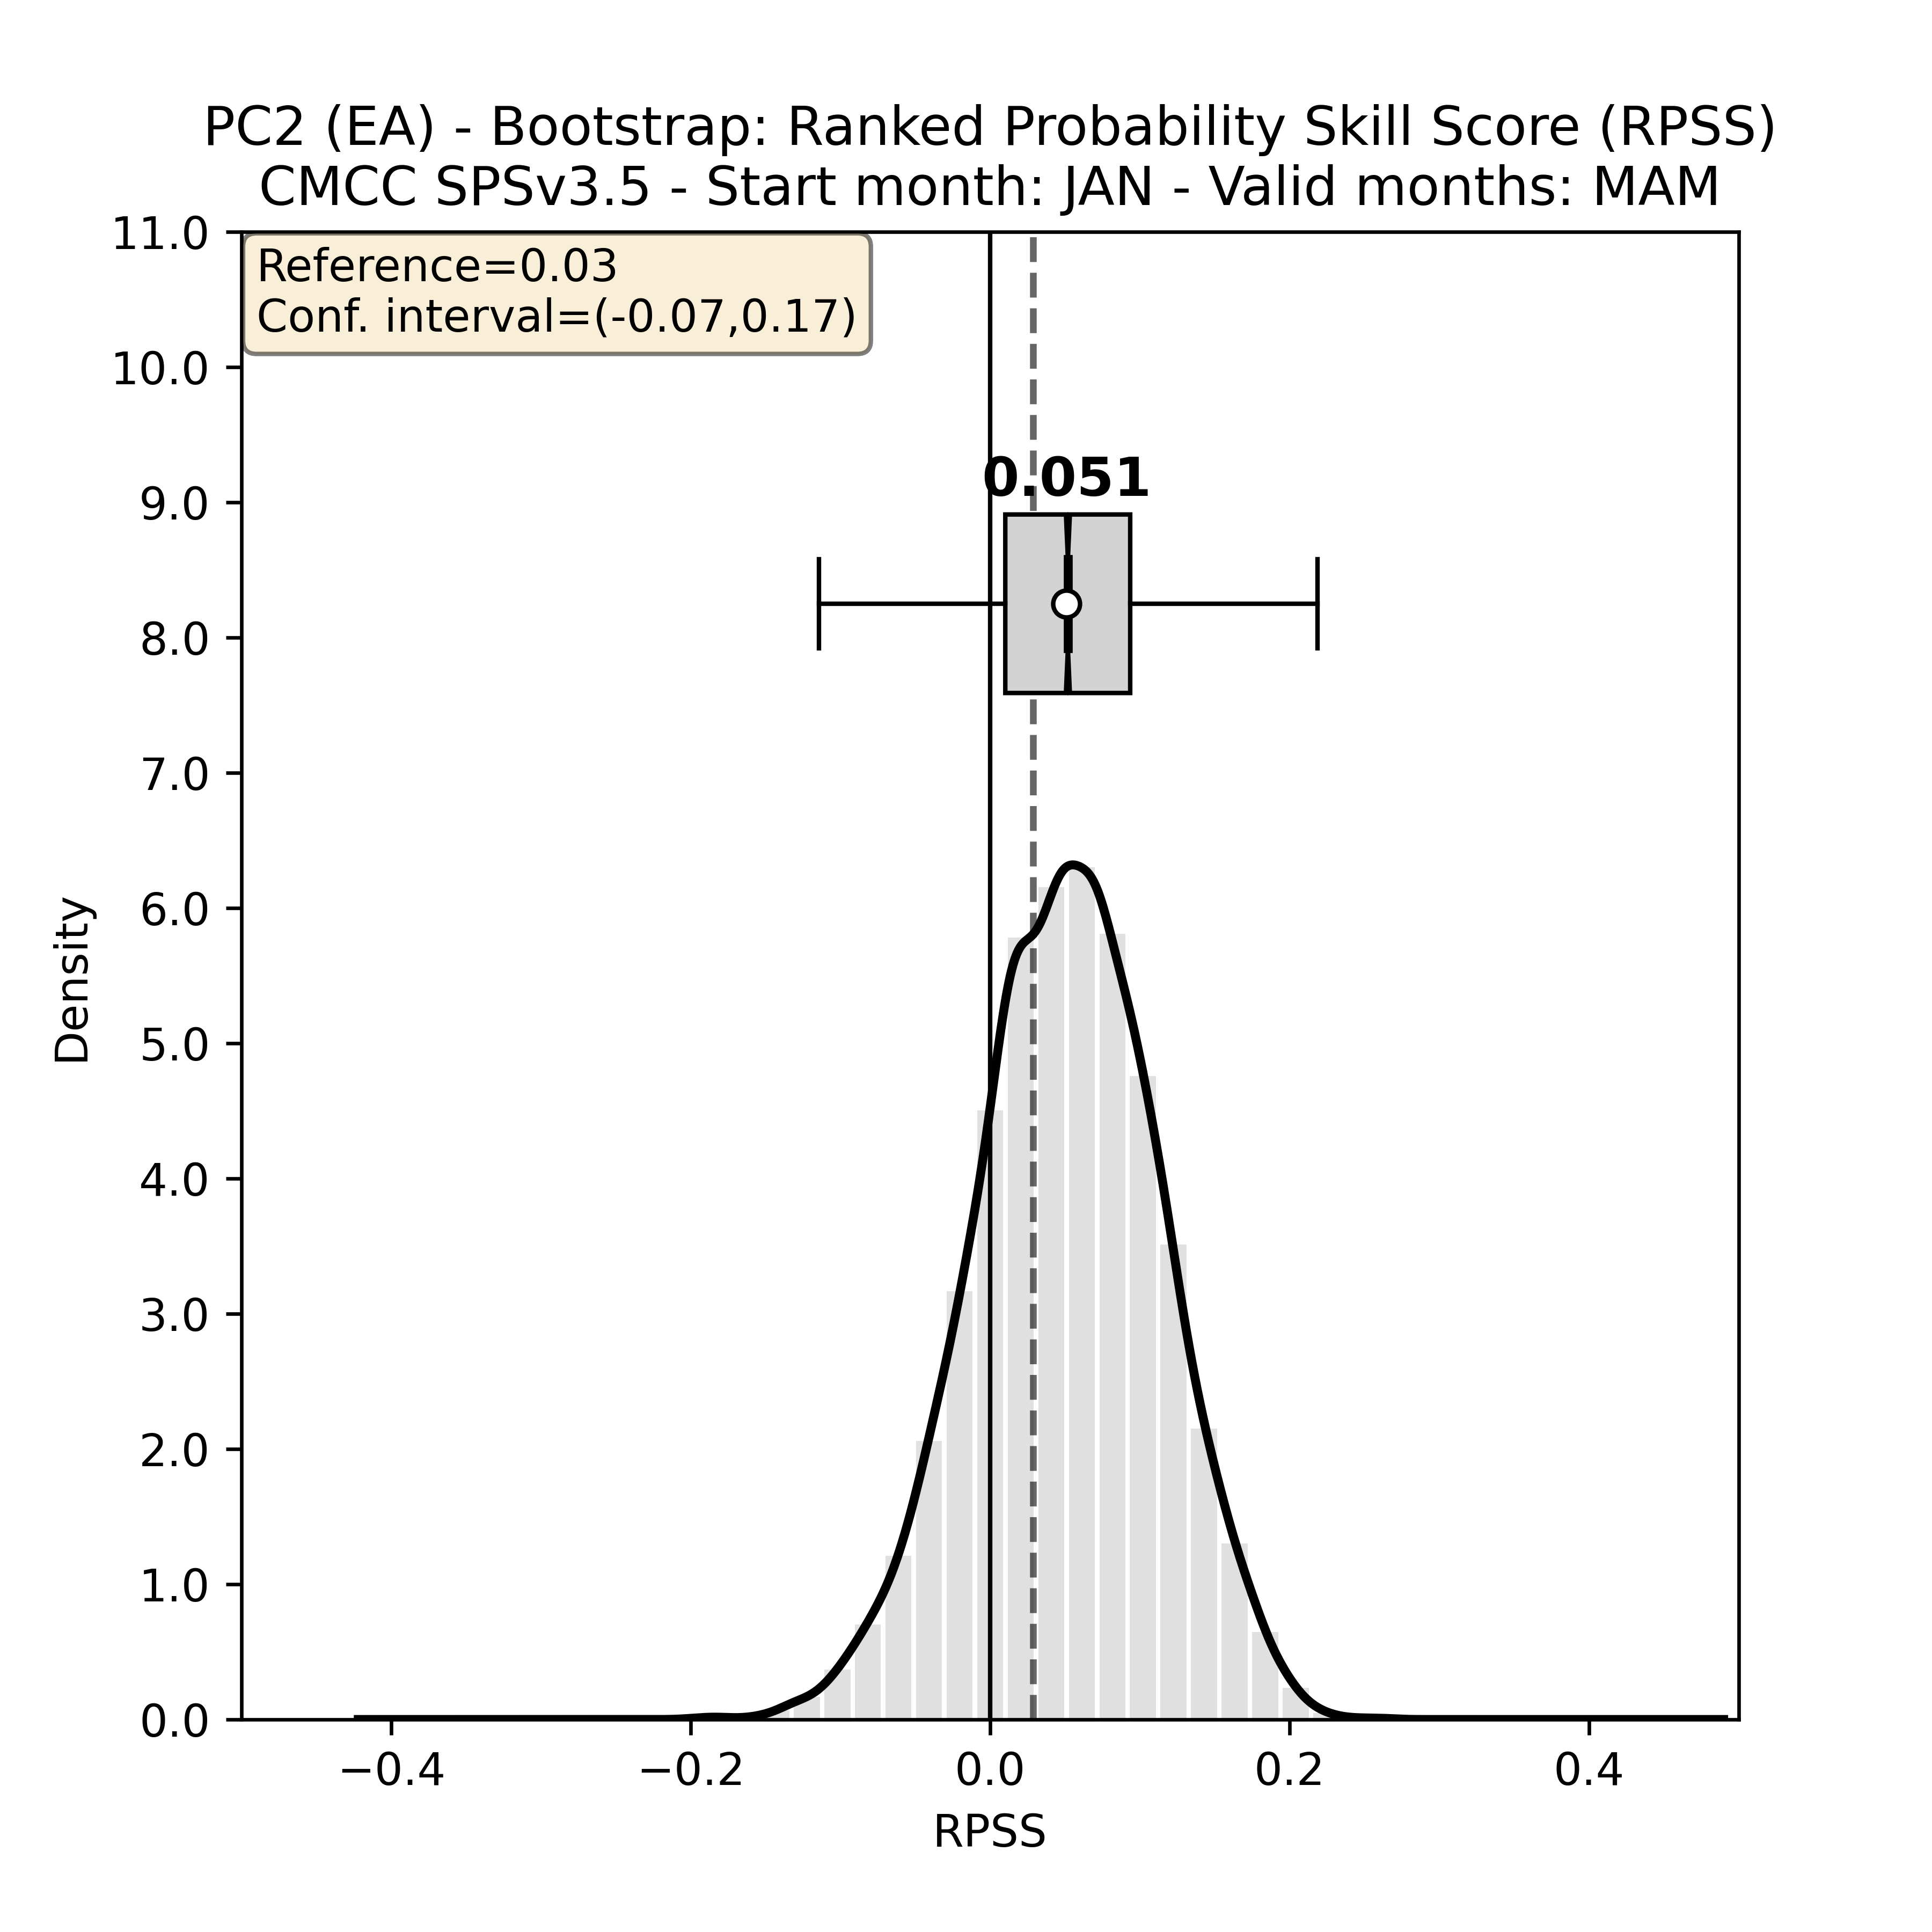 PC2 (EA) - Bootstrap: Ranked Probability Skill Score (RPSS)
CMCC SPSv3.5 - Start month: JAN - Valid months: MAM
Reference=0.03
Conf. interval=(-0.07,0.17)
0.051
11.0
10.0
9.0
8.0
7.0
6.0
5.0
4.0
3.0
2.0
1.0
0.0
Density
−0.4 −0.2 0.0 0.2 0.4
RPSS